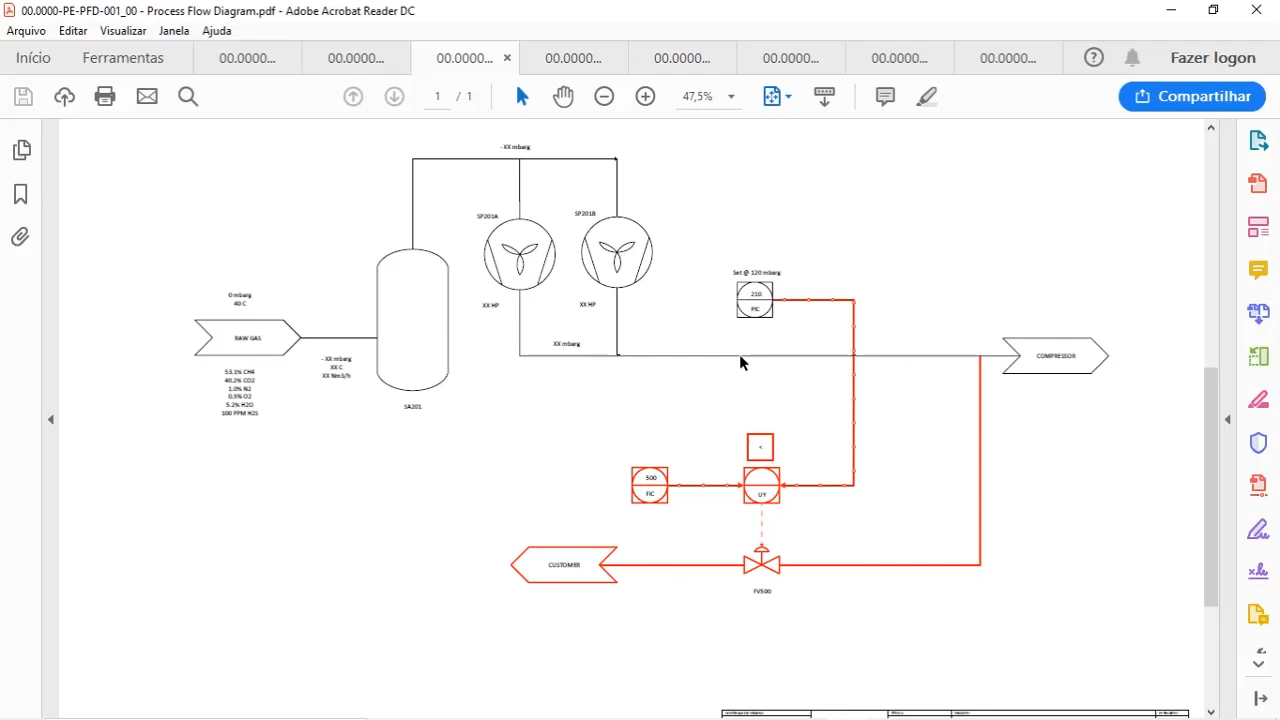 00.0000-PE-PFD-001_00 - Process Flow Diagram.pdf - Adobe Acrobat Reader DC
Arquivo Editar Visualizar Janela Ajuda
Início Ferramentas 00.0000... 00.0000... 00.0000... 00.0000... 00.0000... 00.0000... 00.0000... 00.0000... Fazer logon
1 / 1 47,5% Compartilhar
- XX mbarg
SP201A
SP201B
XX HP
XX HP
XX mbarg
0 mbarg
40 C
RAW GAS
53.1% CH4
40.2% CO2
1.0% N2
0.5% O2
5.2% H2O
100 PPM H2S
- XX mbarg
XX C
XX Nm3/h
SA201
Set @ 120 mbarg
210
PIC
COMPRESSOR
<
500
FIC
UY
CUSTOMER
FV500